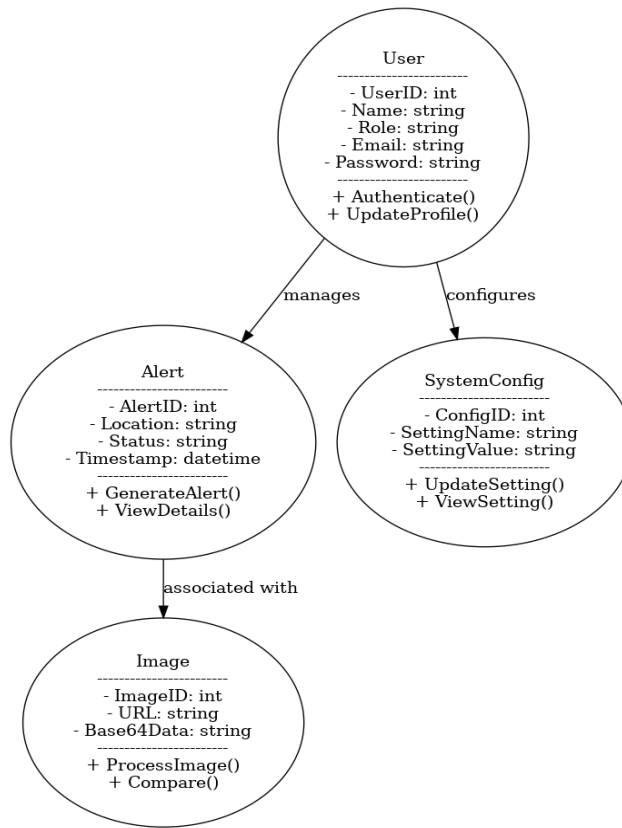 User
------------------------
- UserID: int
- Name: string
- Role: string
- Email: string
- Password: string
------------------------
+ Authenticate()
+ UpdateProfile()
manages
configures
Alert
------------------------
- AlertID: int
- Location: string
- Status: string
- Timestamp: datetime
------------------------
+ GenerateAlert()
+ ViewDetails()
SystemConfig
------------------------
- ConfigID: int
- SettingName: string
- SettingValue: string
------------------------
+ UpdateSetting()
+ ViewSetting()
associated with
Image
------------------------
- ImageID: int
- URL: string
- Base64Data: string
------------------------
+ ProcessImage()
+ Compare()